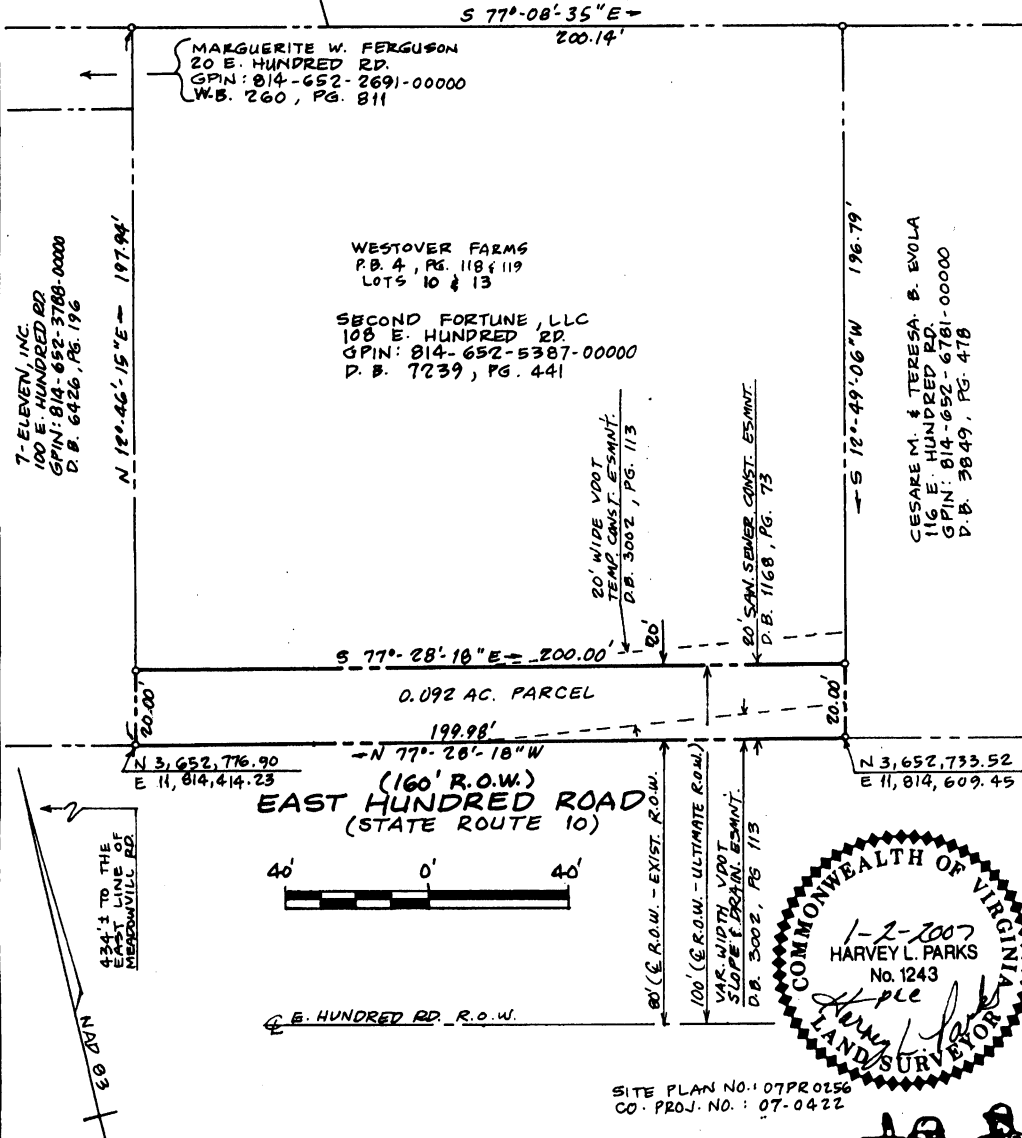 S 77°-08'-35"E
200.14'
MARGUERITE W. FERGUSON
20 E. HUNDRED RD.
GPIN: 814-652-2691-00000
W.B. 260, PG. 811
7-ELEVEN, INC.
100 E. HUNDRED RD.
GPIN: 814-652-3788-00000
D.B. 6426, PG. 196
N 12°-46'-15"E 197.94'
WESTOVER FARMS
P.B. 4, PG. 118 & 119
LOTS 10 & 13
SECOND FORTUNE, LLC
108 E. HUNDRED RD.
GPIN: 814-652-5387-00000
D.B. 7239, PG. 441
S 12°-49'-06"W 196.79'
CESARE M. & TERESA B. EVOLA
116 E. HUNDRED RD.
GPIN: 814-652-6781-00000
D.B. 3849, PG. 478
20' WIDE VDOT
TEMP. CONST. ESMNT.
D.B. 3002, PG. 113
20' SAN. SEWER CONST. ESMNT.
D.B. 1168, PG. 73
20'
S 77°-28'-18"E 200.00'
0.092 AC. PARCEL
20.00'
20.00'
199.98'
N 77°-28'-18"W
N 3,652,776.90
E 11,814,414.23
N 3,652,733.52
E 11,814,609.45
(160' R.O.W.)
EAST HUNDRED ROAD
(STATE ROUTE 10)
40' 0' 40'
434'± TO THE
EAST LINE OF
MEADOWVILL RD.
80' (℄ R.O.W. - EXIST. R.O.W.
100' (℄ R.O.W. - ULTIMATE R.O.W.)
VAR. WIDTH VDOT
SLOPE & DRAIN. ESMNT.
D.B. 3002, PG 113
℄ E. HUNDRED RD. R.O.W.
NAD 83
COMMONWEALTH OF VIRGINIA
1-2-2007
HARVEY L. PARKS
No. 1243
Harvey L. Parks
LAND SURVEYOR
SITE PLAN NO.: 07PR0256
CO. PROJ. NO.: 07-0422